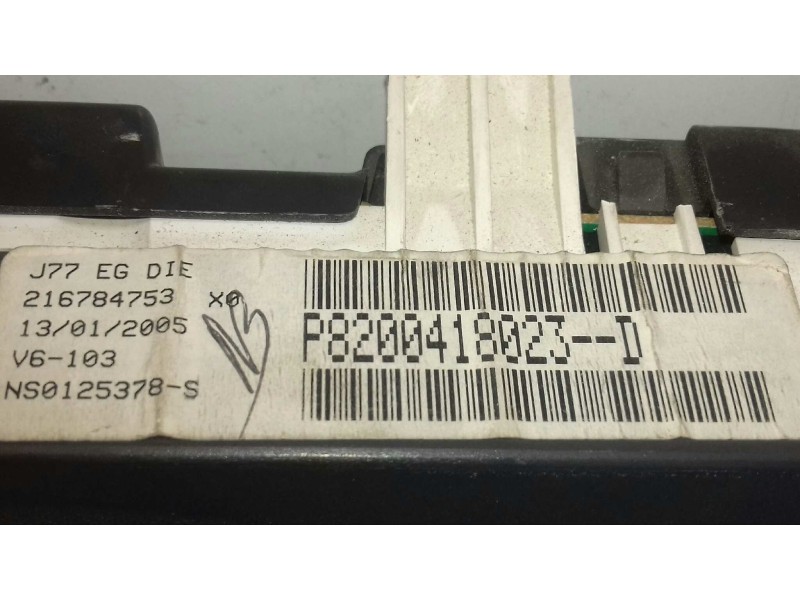 J77 EG DIE
216784753 X0
13/01/2005
V6-103
NS0125378-S
P8200418023--D